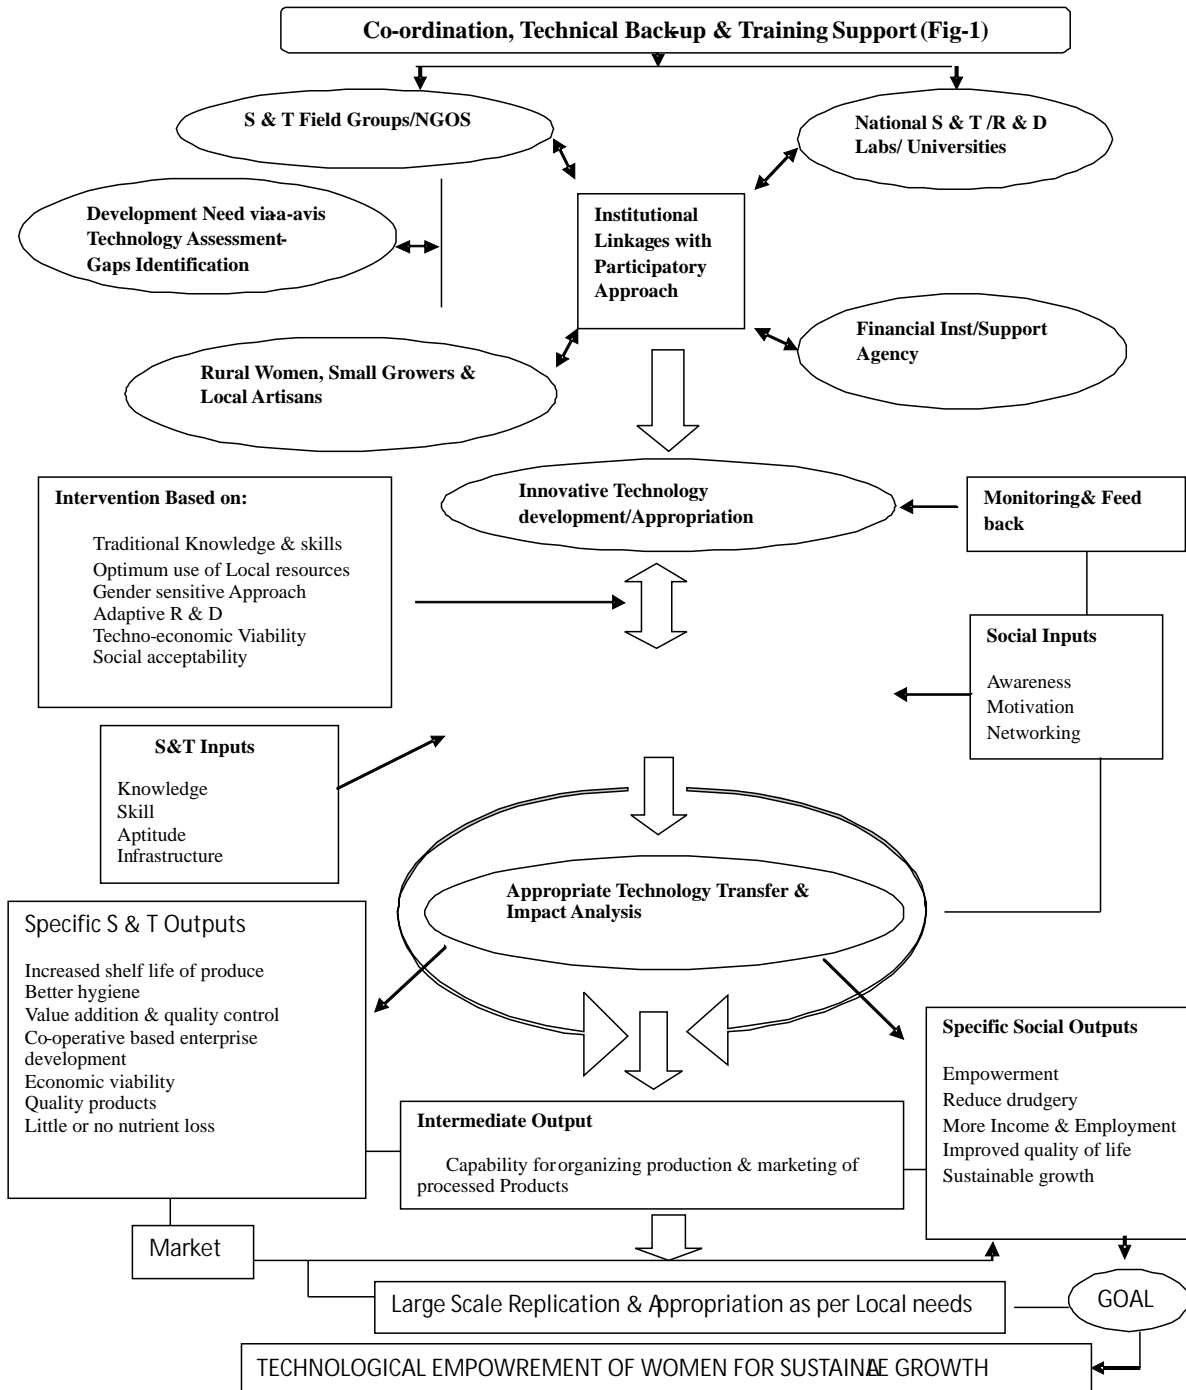 Co-ordination, Technical Back-up & Training Support (Fig-1)
S & T Field Groups/NGOS
National S & T /R & D
Labs/ Universities
Development Need via-a-avis
Technology Assessment-
Gaps Identification
Institutional
Linkages with
Participatory
Approach
Financial Inst/Support
Agency
Rural Women, Small Growers &
Local Artisans
Intervention Based on:
Traditional Knowledge & skills
Optimum use of Local resources
Gender sensitive Approach
Adaptive R & D
Techno-economic Viability
Social acceptability
Innovative Technology
development/Appropriation
Monitoring& Feed
back
Social Inputs
Awareness
Motivation
Networking
S&T Inputs
Knowledge
Skill
Aptitude
Infrastructure
Appropriate Technology Transfer &
Impact Analysis
Specific S & T Outputs
Increased shelf life of produce
Better hygiene
Value addition & quality control
Co-operative based enterprise
development
Economic viability
Quality products
Little or no nutrient loss
Specific Social Outputs
Empowerment
Reduce drudgery
More Income & Employment
Improved quality of life
Sustainable growth
Intermediate Output
Capability for organizing production & marketing of
processed Products
Market
Large Scale Replication & Appropriation as per Local needs
GOAL
TECHNOLOGICAL EMPOWREMENT OF WOMEN FOR SUSTAINALE GROWTH